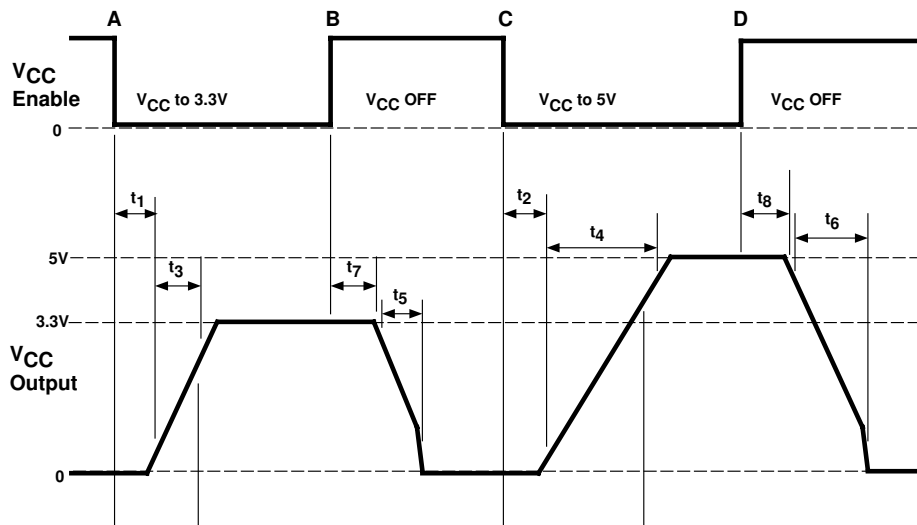 A B C D
VCC Enable
VCC to 3.3V VCC OFF VCC to 5V VCC OFF
0
t1 t2 t8
t4 t6
5V
t3 t7
t5
3.3V
VCC Output
0